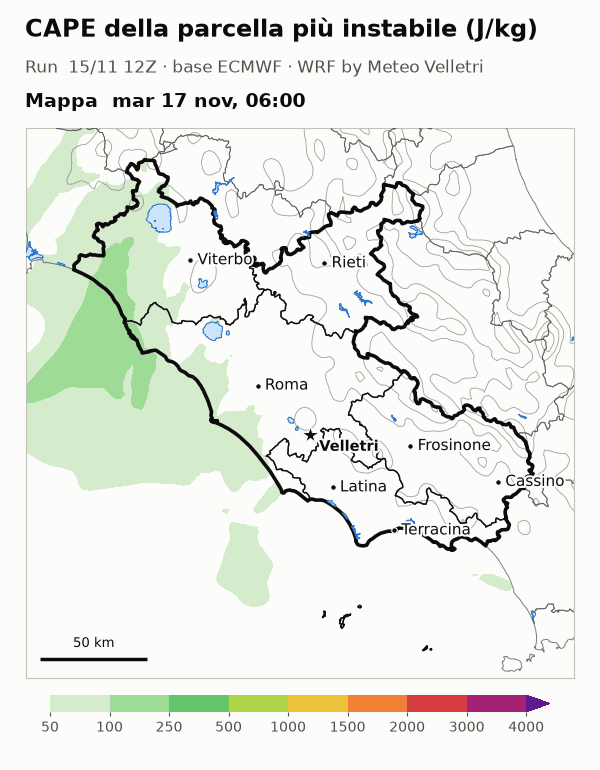 CAPE della parcella più instabile (J/kg)
Run  15/11 12Z · base ECMWF · WRF by Meteo Velletri
Mappa  mar 17 nov, 06:00
Viterbo
Rieti
Roma
Velletri
Frosinone
Latina
Cassino
Terracina
50 km
50 100 250 500 1000 1500 2000 3000 4000